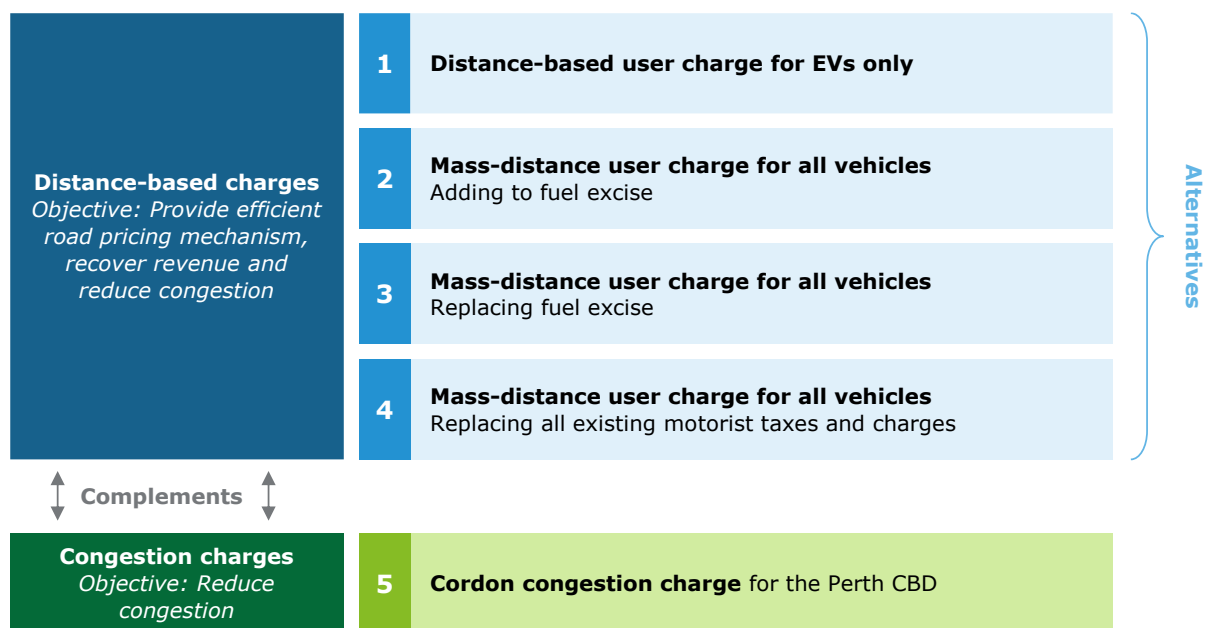 Distance-based charges
Objective: Provide efficient
road pricing mechanism,
recover revenue and
reduce congestion
1
Distance-based user charge for EVs only
2
Mass-distance user charge for all vehicles
Adding to fuel excise
3
Mass-distance user charge for all vehicles
Replacing fuel excise
4
Mass-distance user charge for all vehicles
Replacing all existing motorist taxes and charges
Alternatives
Complements
Congestion charges
Objective: Reduce
congestion
5
Cordon congestion charge for the Perth CBD